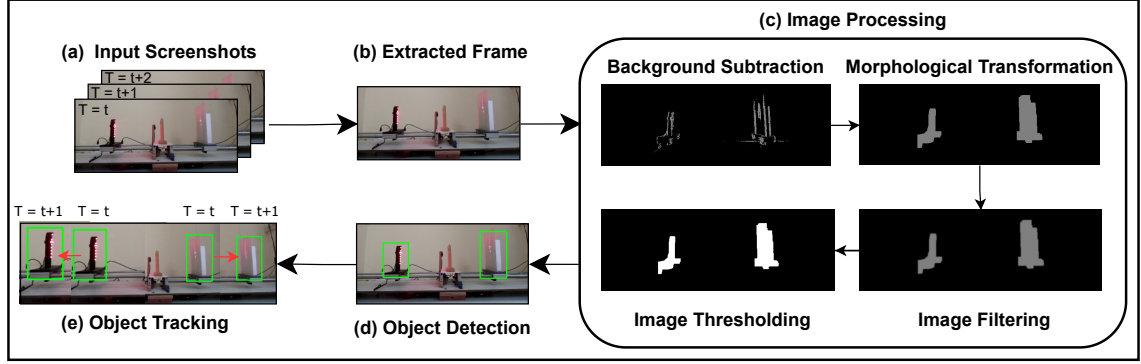 (c) Image Processing
(a) Input Screenshots
(b) Extracted Frame
Background Subtraction
Morphological Transformation
T = t+2
T = t+1
T = t
T = t+1
T = t
T = t
T = t+1
(e) Object Tracking
(d) Object Detection
Image Thresholding
Image Filtering